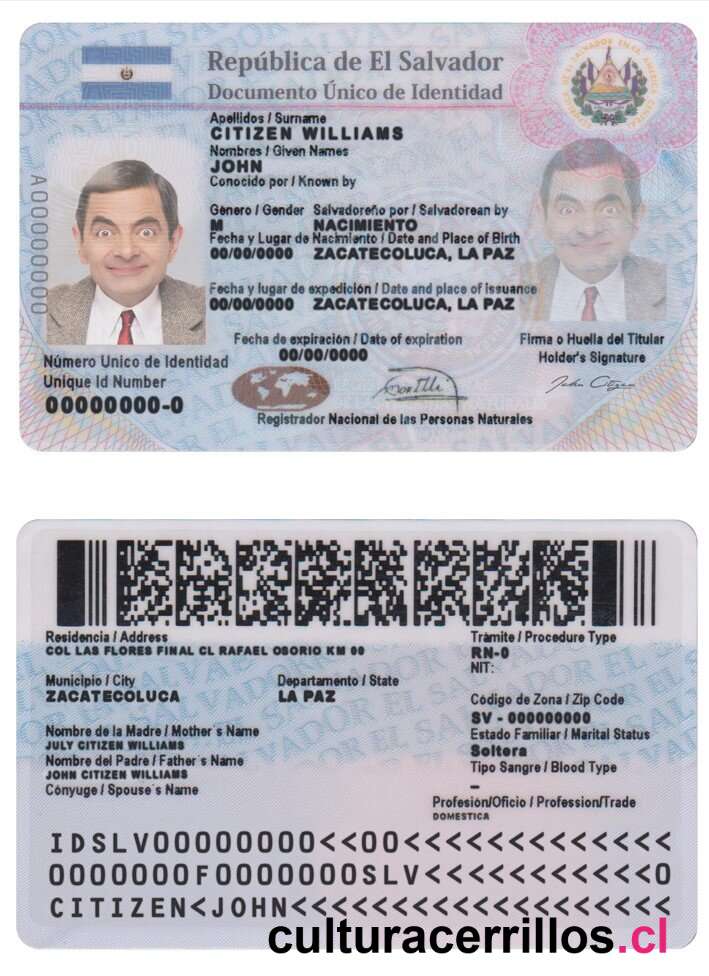 República de El Salvador
Documento Único de Identidad
Apellidos / Surname
CITIZEN WILLIAMS
Nombres / Given Names
JOHN
Conocido por / Known by
Género / Gender Salvadoreño por / Salvadorean by
M NACIMIENTO
Fecha y Lugar de Nacimiento / Date and Place of Birth
00/00/0000 ZACATECOLUCA, LA PAZ
Fecha y lugar de expedición / Date and place of issuance
00/00/0000 ZACATECOLUCA, LA PAZ
Fecha de expiración / Date of expiration
00/00/0000
Firma o Huella del Titular
Holder's Signature
John Citizen
A00000000
Número Unico de Identidad
Unique Id Number
00000000-0
Registrador Nacional de las Personas Naturales
Residencia / Address
COL LAS FLORES FINAL CL RAFAEL OSORIO KM 00
Municipio / City Departamento / State
ZACATECOLUCA LA PAZ
Nombre de la Madre / Mother´s Name
JULY CITIZEN WILLIAMS
Nombre del Padre / Father´s Name
JOHN CITIZEN WILLIAMS
Cónyuge / Spouse´s Name
Trámite / Procedure Type
RN-0
NIT:
Código de Zona / Zip Code
SV - 000000000
Estado Familiar / Marital Status
Soltera
Tipo Sangre / Blood Type
–
Profesión/Oficio / Profession/Trade
DOMESTICA
IDSLV00000000<<00<<<<<<<<<<<<<
0000000F0000000SLV<<<<<<<<<<<0
CITIZEN<JOHN<<<<<<<<<<<<<<<<<<
culturacerrillos.cl